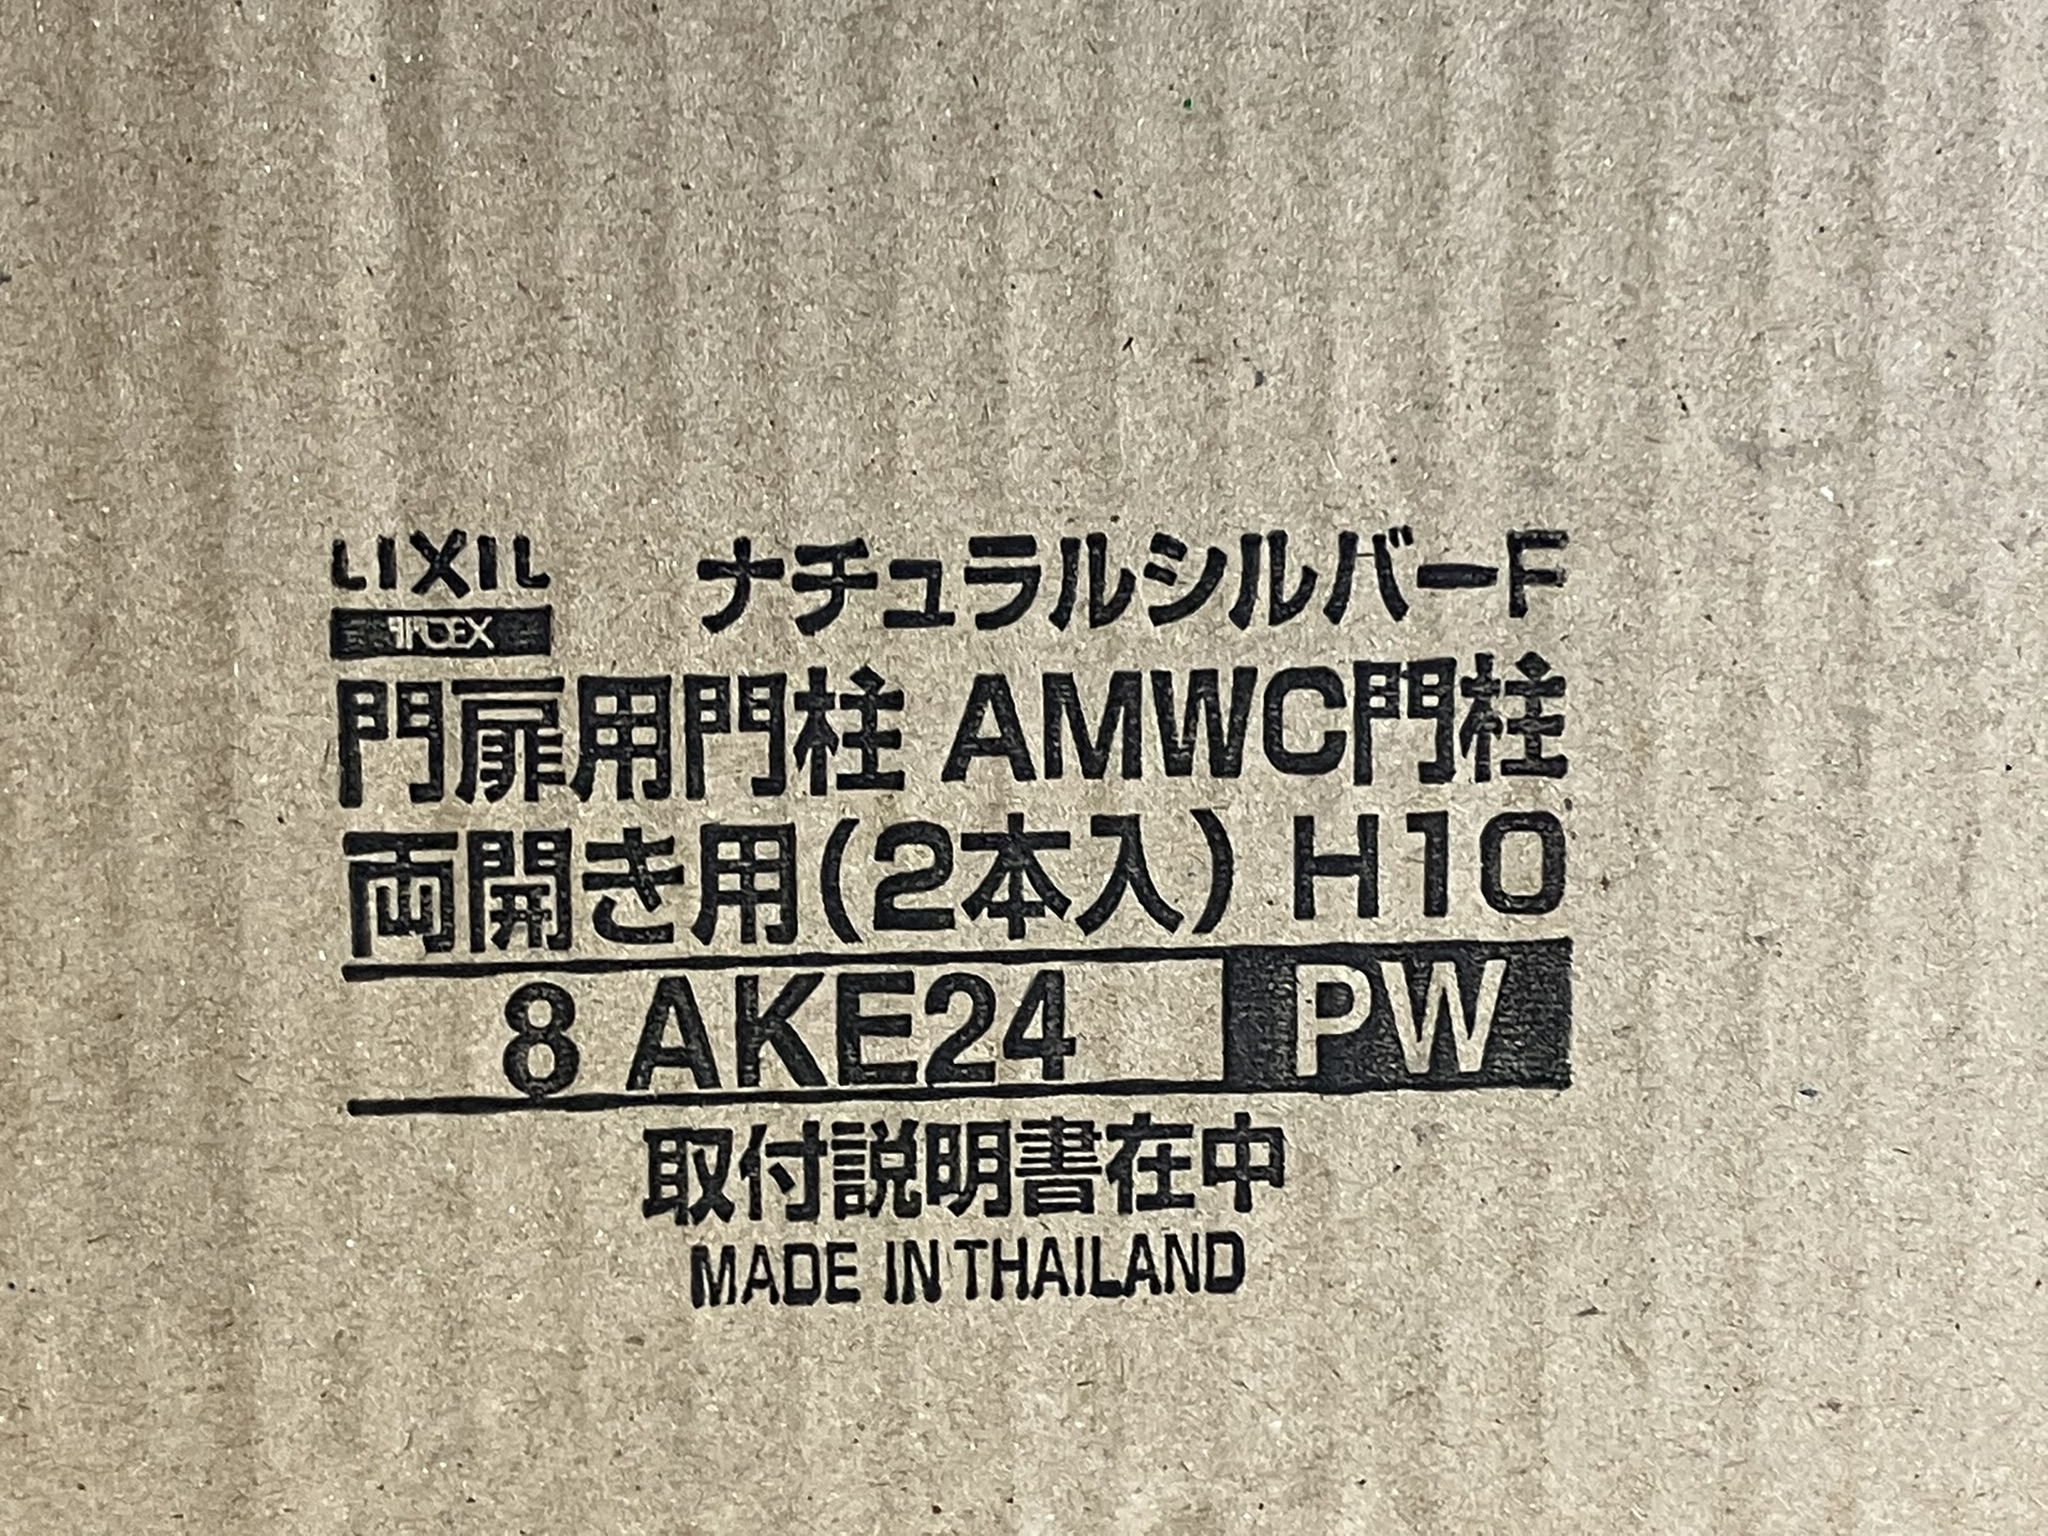 LIXIL ナチュラルシルバーF
門扉用門柱 AMWC門柱
両開き用(2本入) H10
8 AKE24 PW
取付説明書在中
MADE IN THAILAND